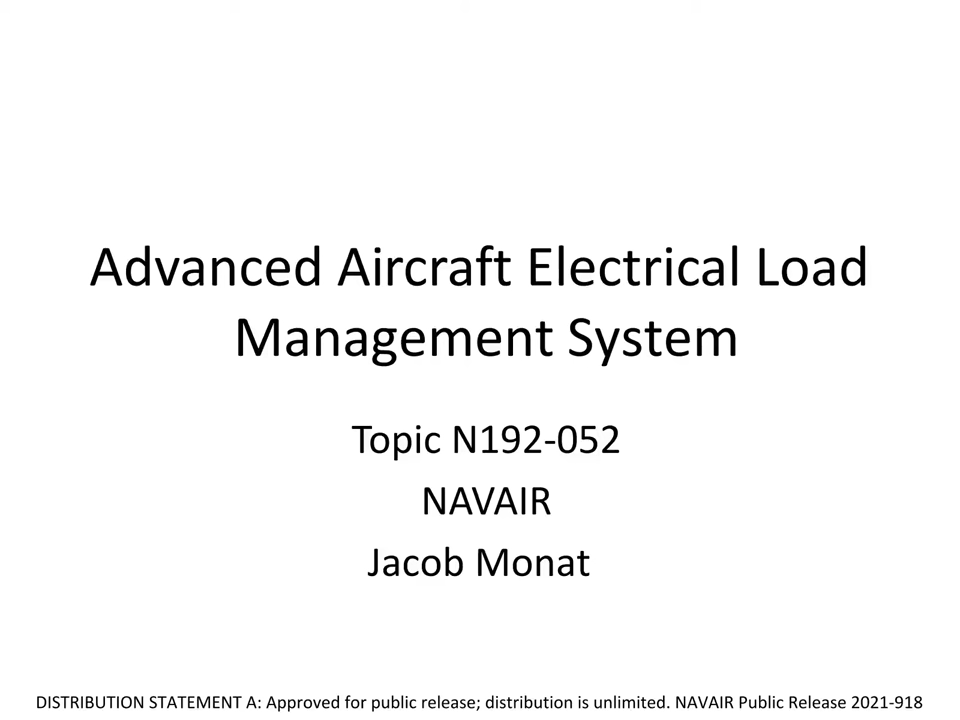 Advanced Aircraft Electrical Load
Management System
Topic N192-052
NAVAIR
Jacob Monat
DISTRIBUTION STATEMENT A: Approved for public release; distribution is unlimited. NAVAIR Public Release 2021-918